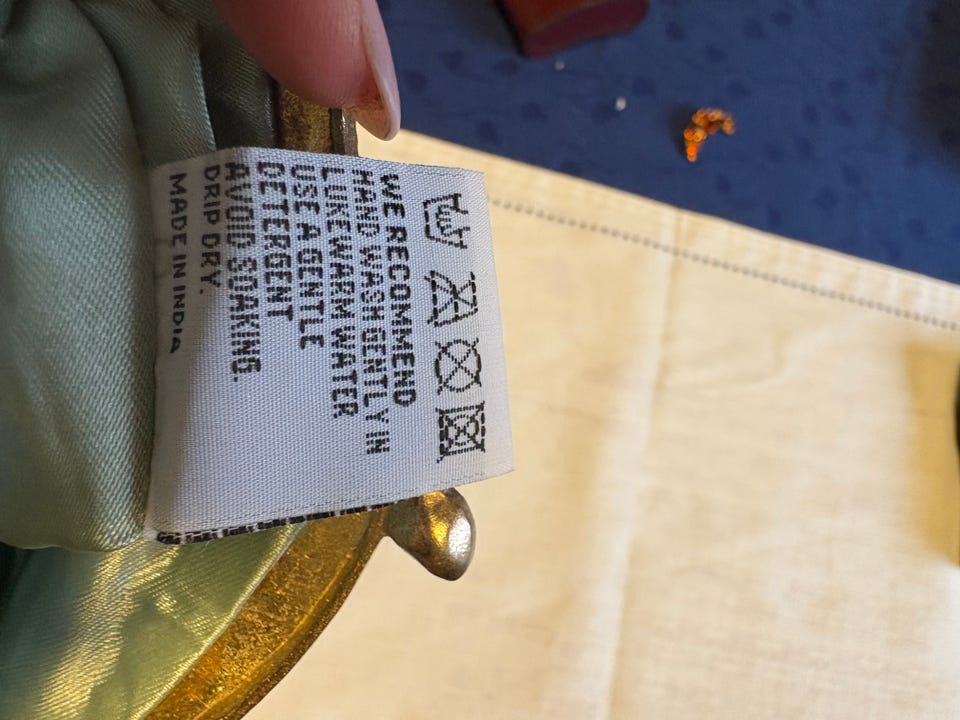 WE RECOMMEND
HAND WASH GENTLY IN
LUKEWARM WATER
USE A GENTLE
DETERGENT
AVOID SOAKING.
DRIP DRY.
MADE IN INDIA